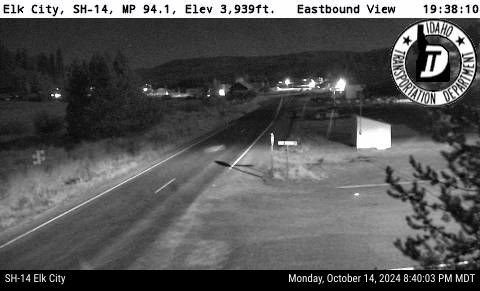 Elk City, SH-14, MP 94.1, Elev 3,939ft.   Eastbound View    19:38:10
IDAHO
TRANSPORTATION DEPARTMENT
SH-14 Elk City
Monday, October 14, 2024 8:40:03 PM MDT